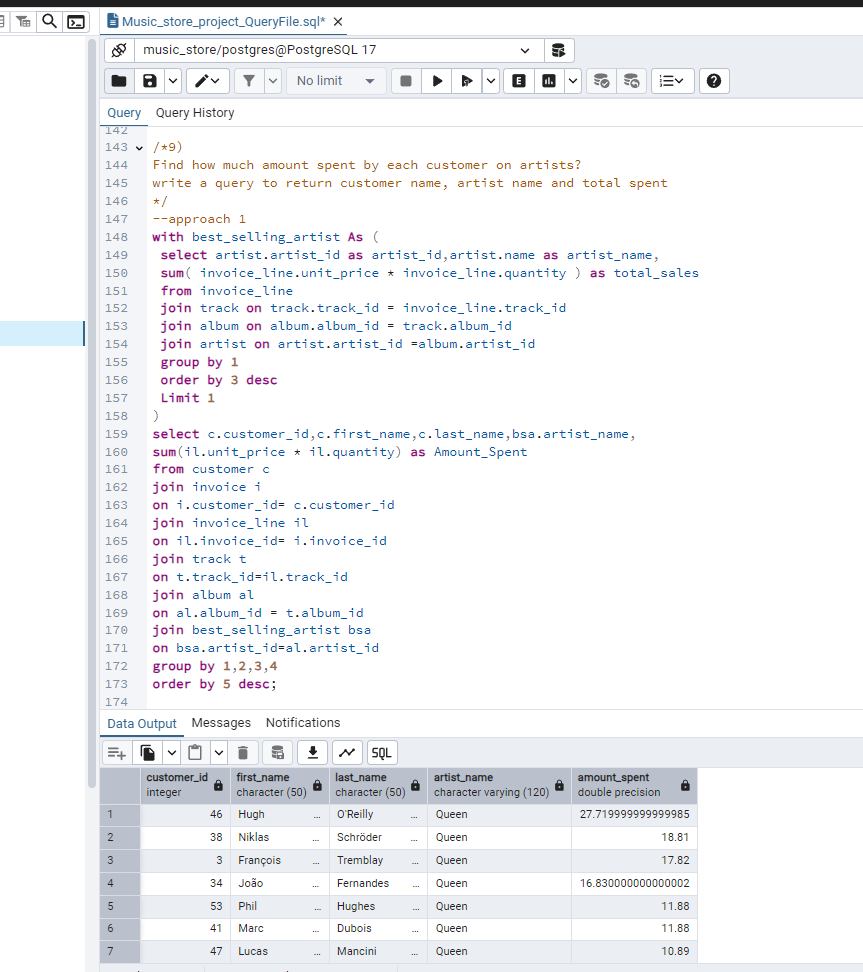 Music_store_project_QueryFile.sql*
music_store/postgres@PostgreSQL 17
No limit
E
Query Query History
142
143 /*9)
144 Find how much amount spent by each customer on artists?
145 write a query to return customer name, artist name and total spent
146 */
147 --approach 1
148 with best_selling_artist As (
149 select artist.artist_id as artist_id,artist.name as artist_name,
150 sum( invoice_line.unit_price * invoice_line.quantity ) as total_sales
151 from invoice_line
152 join track on track.track_id = invoice_line.track_id
153 join album on album.album_id = track.album_id
154 join artist on artist.artist_id =album.artist_id
155 group by 1
156 order by 3 desc
157 Limit 1
158 )
159 select c.customer_id,c.first_name,c.last_name,bsa.artist_name,
160 sum(il.unit_price * il.quantity) as Amount_Spent
161 from customer c
162 join invoice i
163 on i.customer_id= c.customer_id
164 join invoice_line il
165 on il.invoice_id= i.invoice_id
166 join track t
167 on t.track_id=il.track_id
168 join album al
169 on al.album_id = t.album_id
170 join best_selling_artist bsa
171 on bsa.artist_id=al.artist_id
172 group by 1,2,3,4
173 order by 5 desc;
174
Data Output Messages Notifications
SQL
customer_id first_name last_name artist_name amount_spent
integer character (50) character (50) character varying (120) double precision
1 46 Hugh ... O'Reilly ... Queen 27.719999999999985
2 38 Niklas ... Schröder ... Queen 18.81
3 3 François ... Tremblay ... Queen 17.82
4 34 João ... Fernandes ... Queen 16.830000000000002
5 53 Phil ... Hughes ... Queen 11.88
6 41 Marc ... Dubois ... Queen 11.88
7 47 Lucas ... Mancini ... Queen 10.89